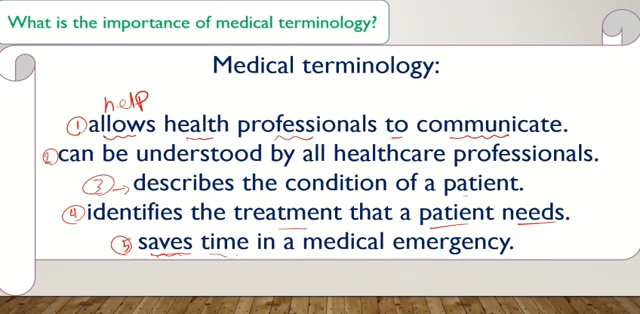 What is the importance of medical terminology?
Medical terminology:
help
① allows health professionals to communicate.
② can be understood by all healthcare professionals.
③ → describes the condition of a patient.
④ identifies the treatment that a patient needs.
⑤ saves time in a medical emergency.